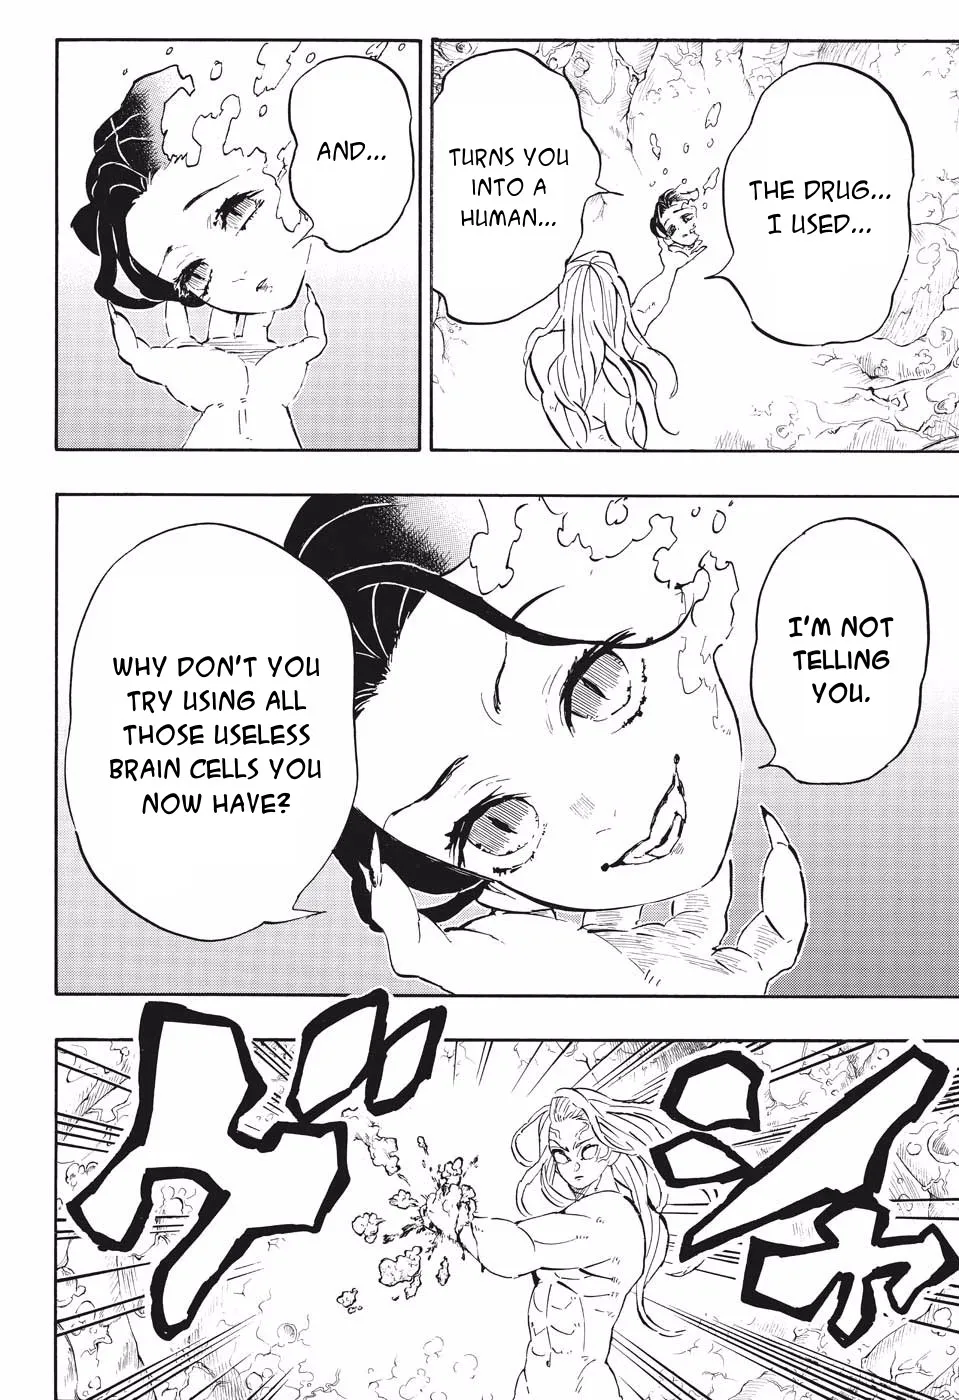 THE DRUG...
I USED...
TURNS YOU
INTO A
HUMAN...
AND...
I'M NOT
TELLING
YOU.
WHY DON'T YOU
TRY USING ALL
THOSE USELESS
BRAIN CELLS YOU
NOW HAVE?